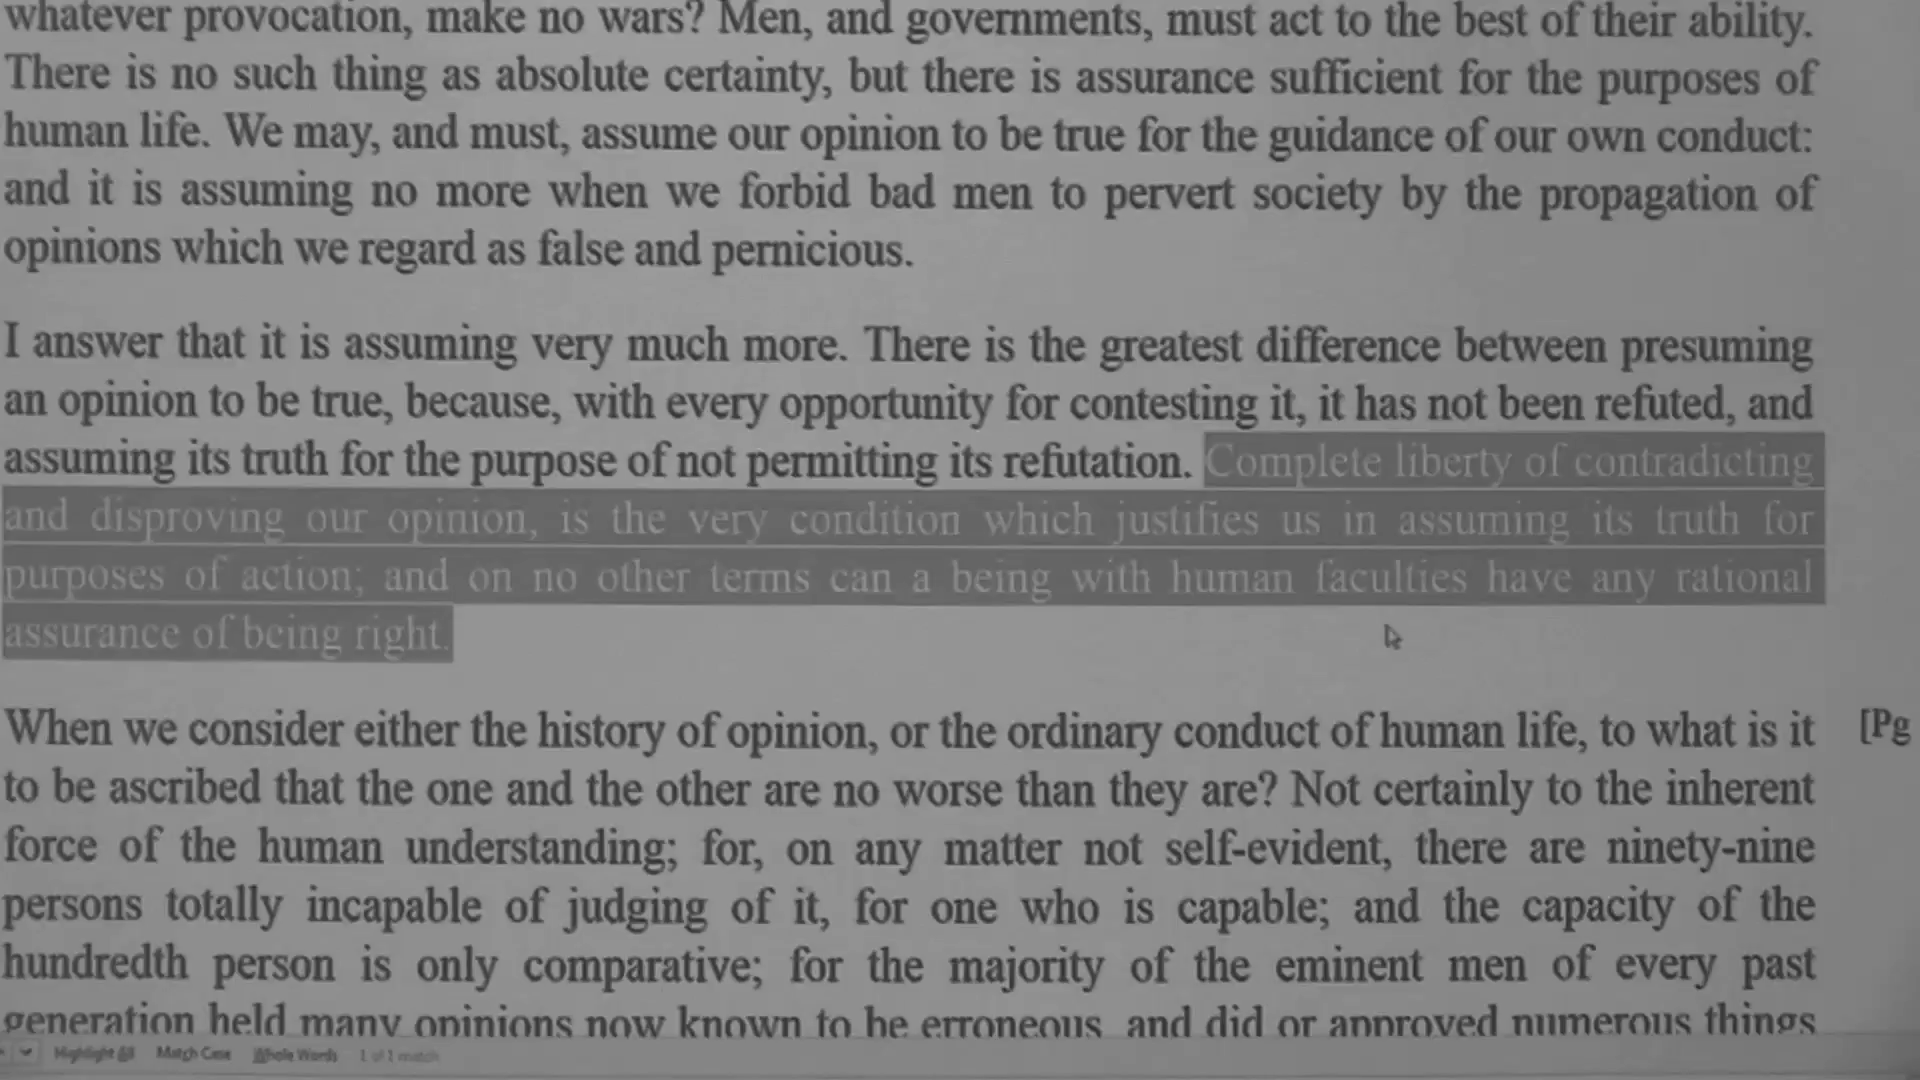 whatever provocation, make no wars? Men, and governments, must act to the best of their ability.
There is no such thing as absolute certainty, but there is assurance sufficient for the purposes of
human life. We may, and must, assume our opinion to be true for the guidance of our own conduct:
and it is assuming no more when we forbid bad men to pervert society by the propagation of
opinions which we regard as false and pernicious.
I answer that it is assuming very much more. There is the greatest difference between presuming
an opinion to be true, because, with every opportunity for contesting it, it has not been refuted, and
assuming its truth for the purpose of not permitting its refutation. Complete liberty of contradicting
and disproving our opinion, is the very condition which justifies us in assuming its truth for
purposes of action; and on no other terms can a being with human faculties have any rational
assurance of being right.
When we consider either the history of opinion, or the ordinary conduct of human life, to what is it
[Pg
to be ascribed that the one and the other are no worse than they are? Not certainly to the inherent
force of the human understanding; for, on any matter not self-evident, there are ninety-nine
persons totally incapable of judging of it, for one who is capable; and the capacity of the
hundredth person is only comparative; for the majority of the eminent men of every past
generation held many opinions now known to be erroneous, and did or approved numerous things
Highlight All Match Case Whole Words 1 of 1 match